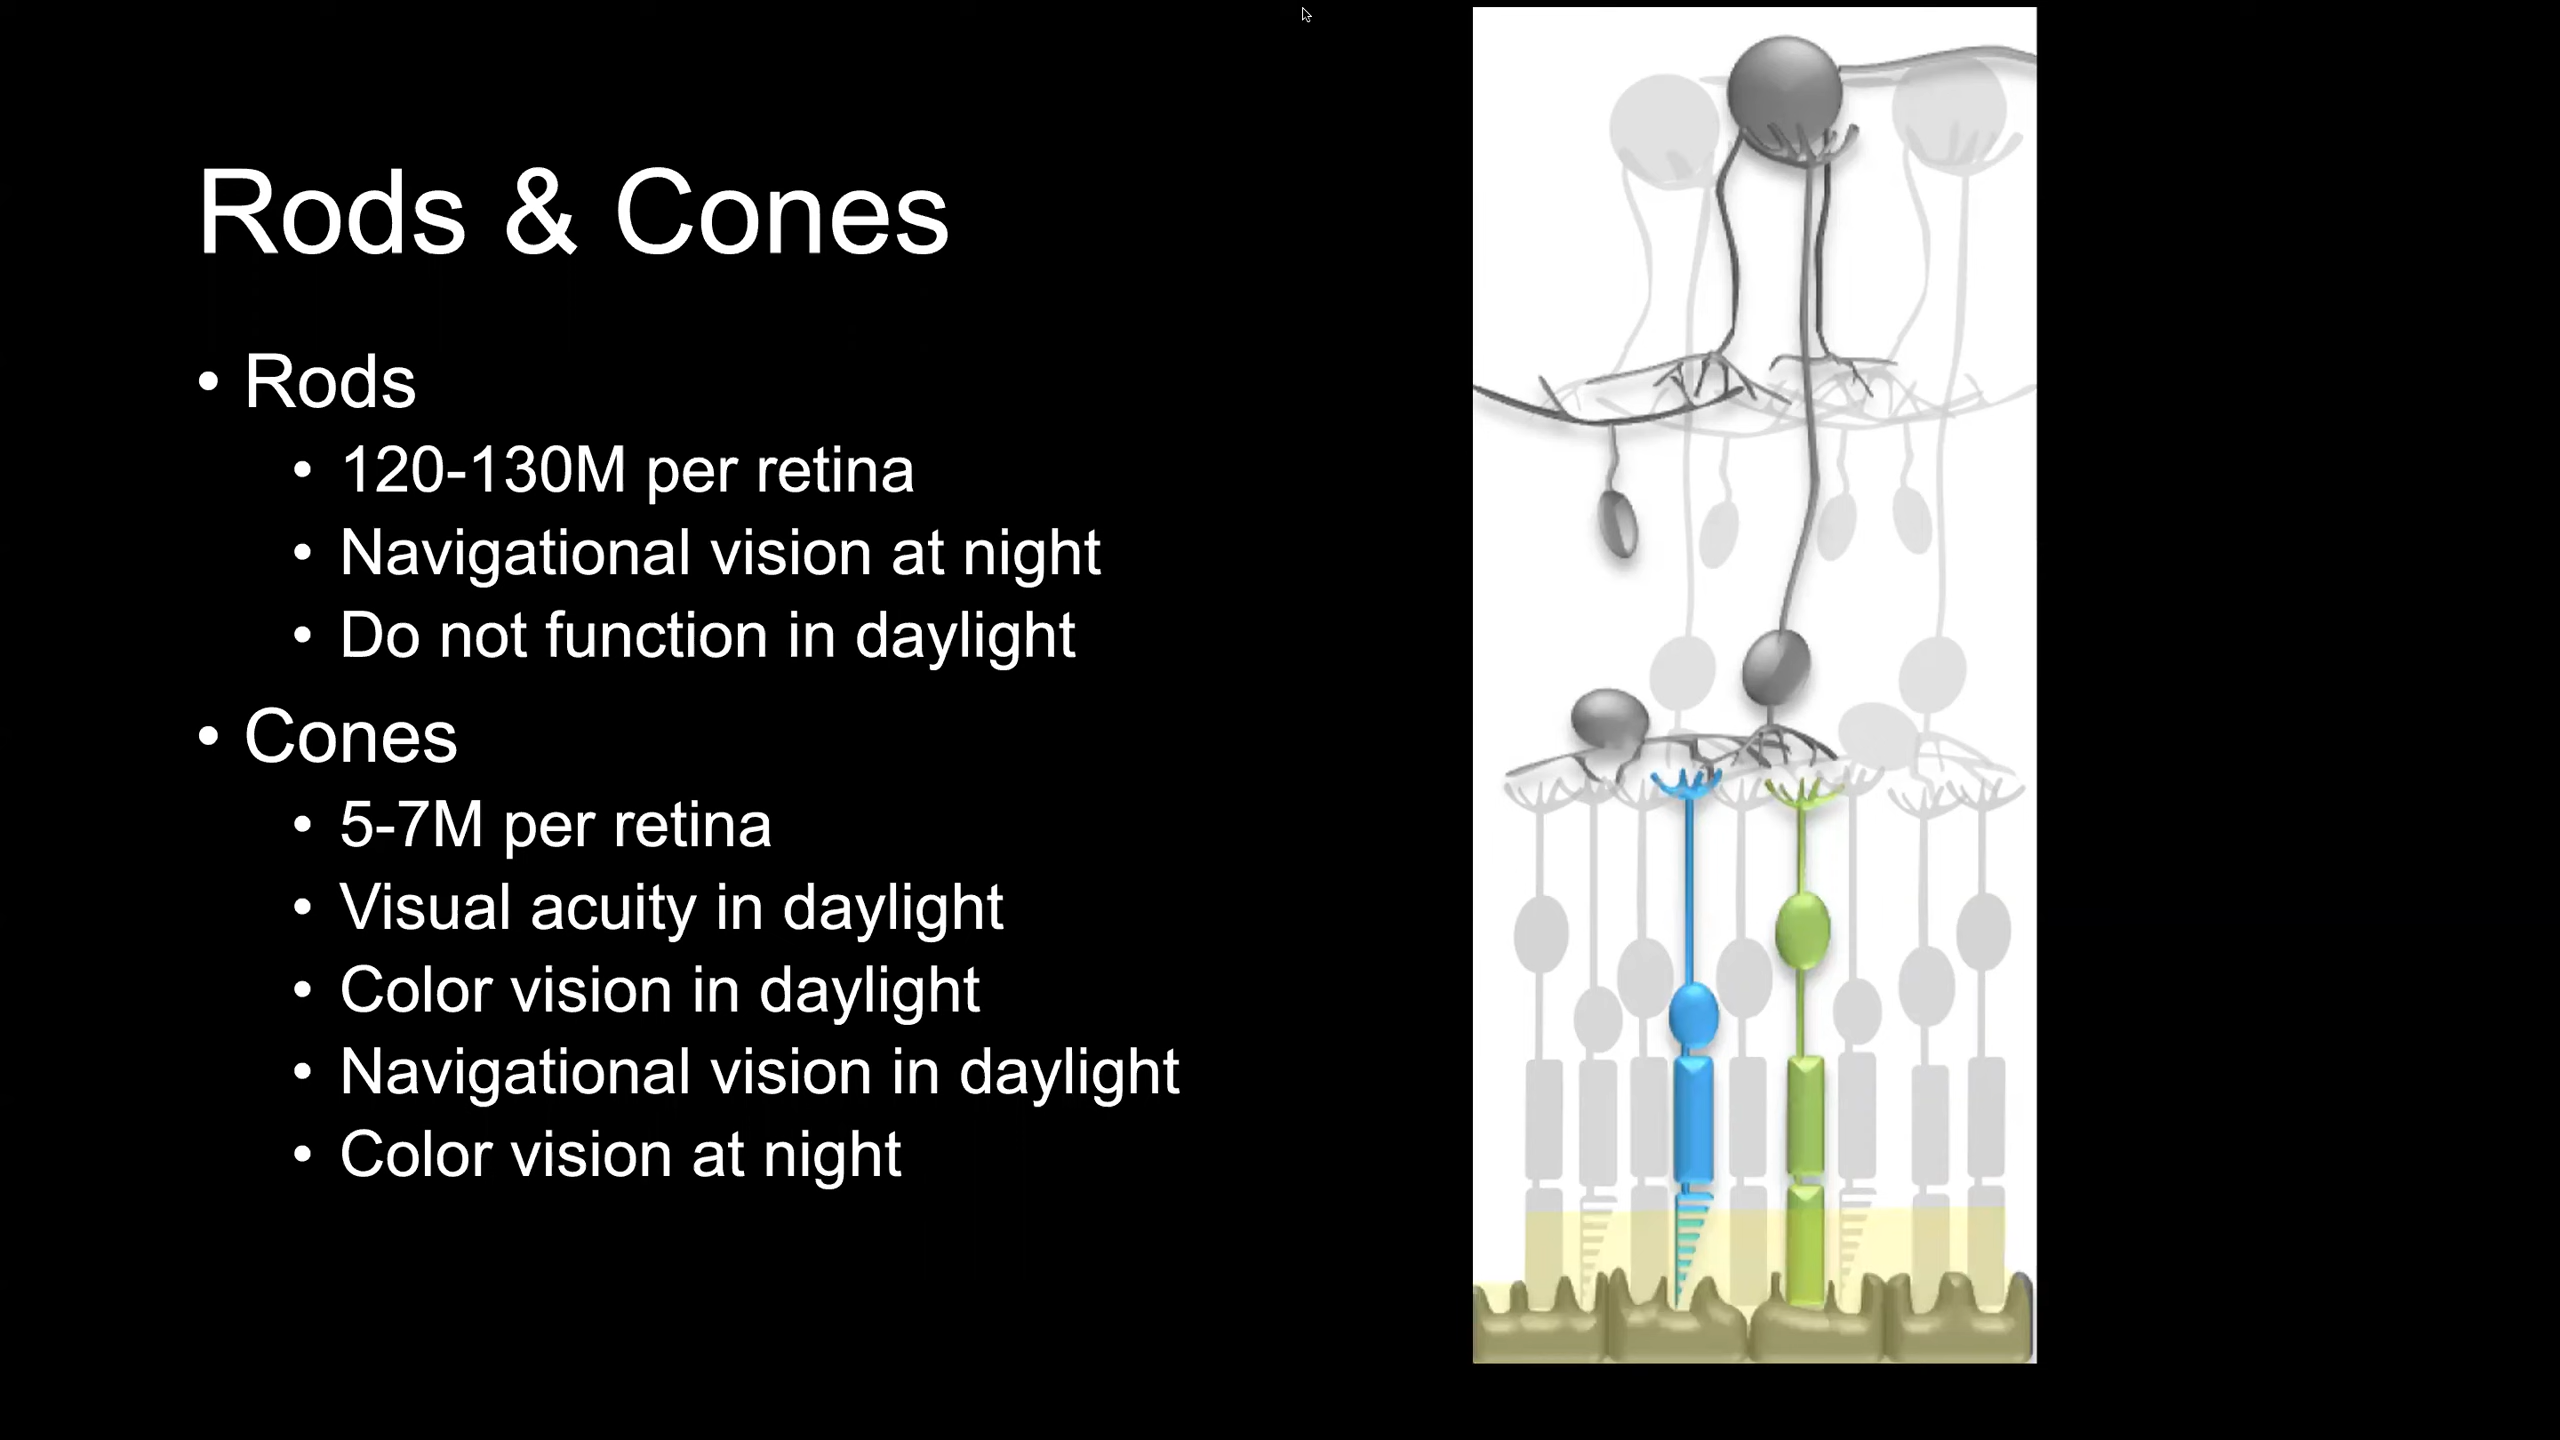 Rods & Cones
• Rods
• 120-130M per retina
• Navigational vision at night
• Do not function in daylight
• Cones
• 5-7M per retina
• Visual acuity in daylight
• Color vision in daylight
• Navigational vision in daylight
• Color vision at night